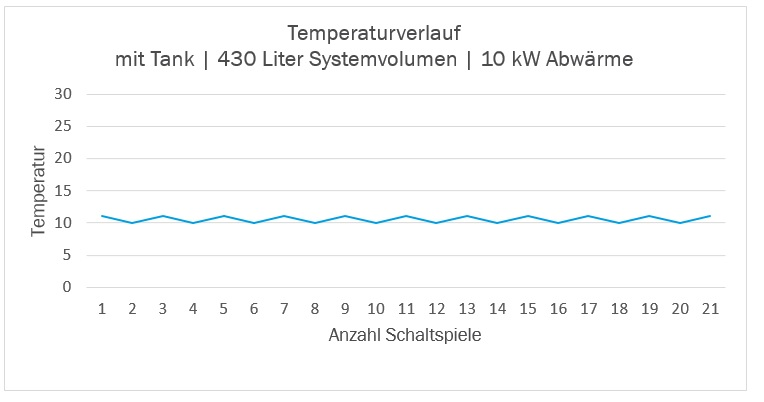 Temperaturverlauf
mit Tank | 430 Liter Systemvolumen | 10 kW Abwärme
30
25
20
15
10
5
0
Temperatur
1 2 3 4 5 6 7 8 9 10 11 12 13 14 15 16 17 18 19 20 21
Anzahl Schaltspiele